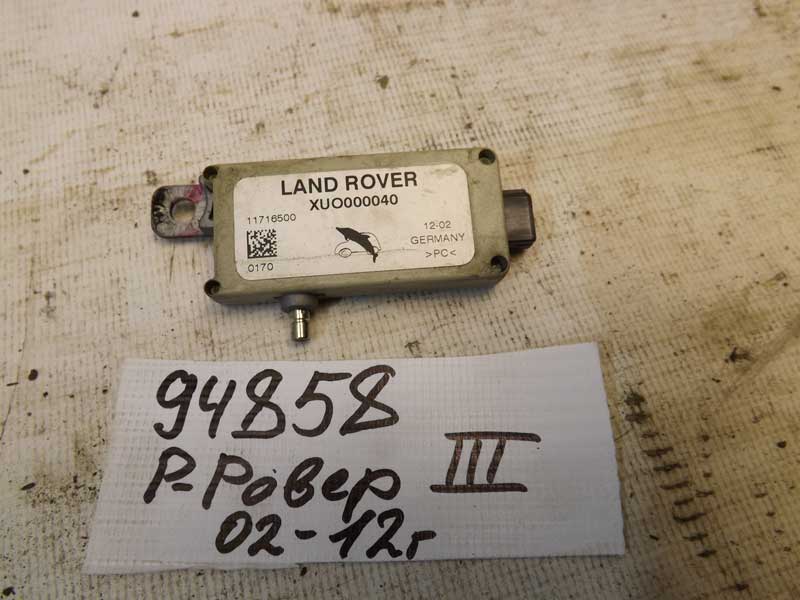 LAND ROVER
XUO000040
11716500
12-02
GERMANY
0170
>PC<
94858
Р-Ровер III
02-12г